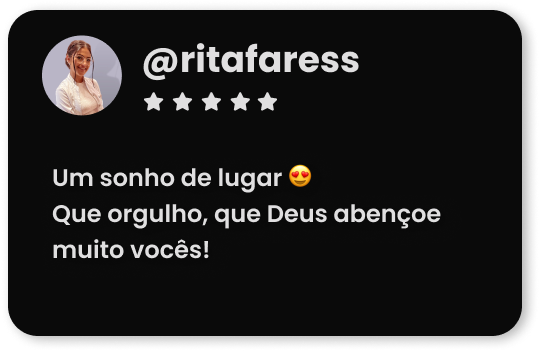 @ritafaress
Um sonho de lugar 😍
Que orgulho, que Deus abençoe
muito vocês!